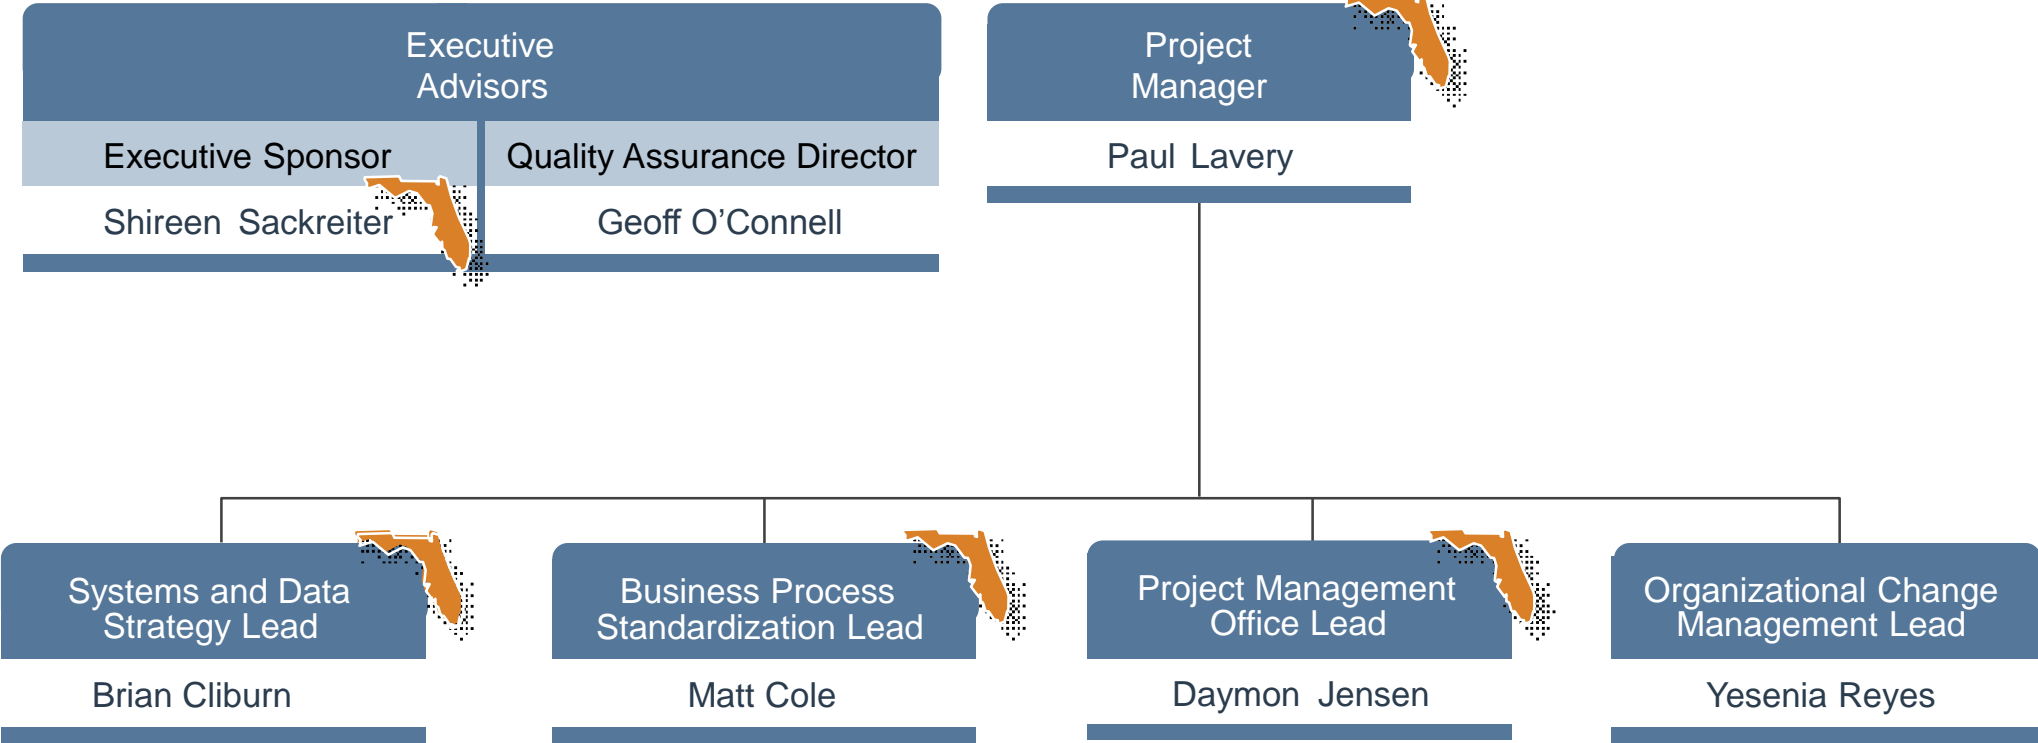 Executive
Advisors
Executive Sponsor
Quality Assurance Director
Shireen Sackreiter
Geoff O’Connell
Project
Manager
Paul Lavery
Systems and Data
Strategy Lead
Brian Cliburn
Business Process
Standardization Lead
Matt Cole
Project Management
Office Lead
Daymon Jensen
Organizational Change
Management Lead
Yesenia Reyes